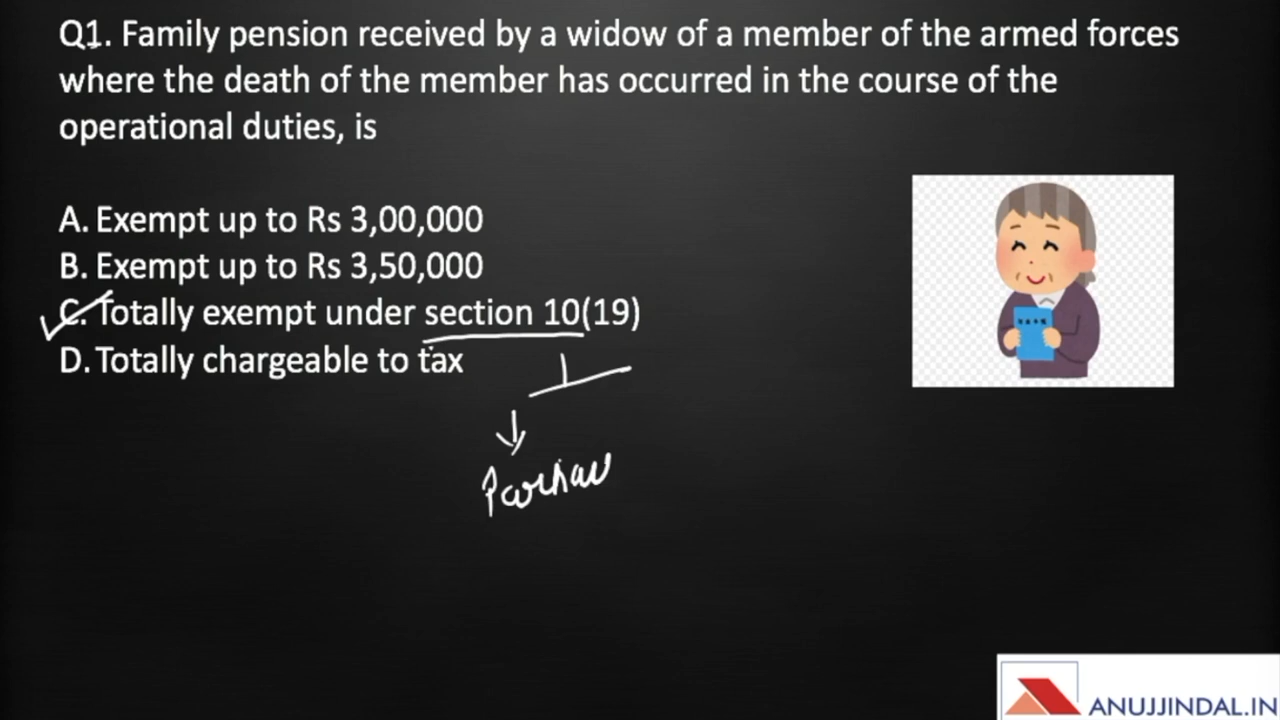 Q1. Family pension received by a widow of a member of the armed forces
where the death of the member has occurred in the course of the
operational duties, is
A. Exempt up to Rs 3,00,000
B. Exempt up to Rs 3,50,000
C. Totally exempt under section 10(19)
D. Totally chargeable to tax
ANUJJINDAL.IN